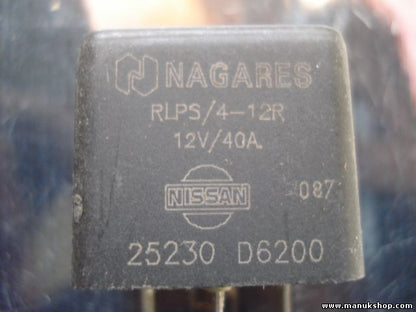 NAGARES
RLPS/4-12R
12V/40A
NISSAN
087
25230 D6200
www.manukshop.com